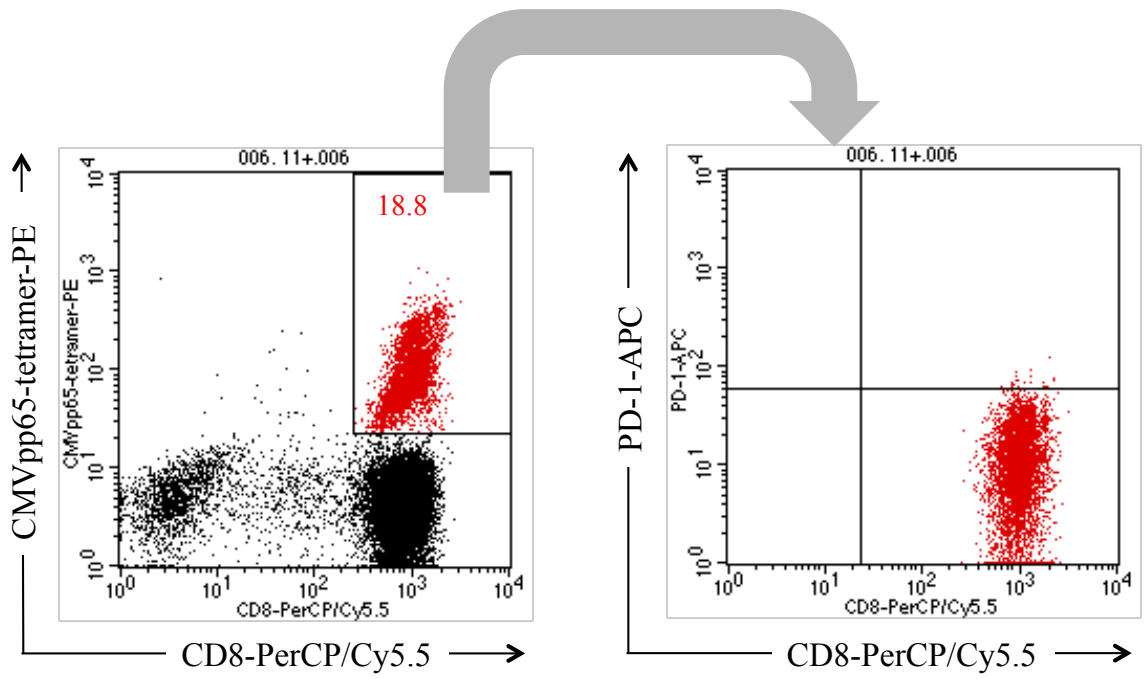 006. 11+.006
18.8
CMVpp65-tetramer-PE
CMVpp65-tetramer-PE
10^4
10^3
10^2
10^1
10^0
10^0 10^1 10^2 10^3 10^4
CD8-PerCP/Cy5.5
CD8-PerCP/Cy5.5
006. 11+.006
PD-1-APC
PD-1-APC
10^4
10^3
10^2
10^1
10^0
10^0 10^1 10^2 10^3 10^4
CD8-PerCP/Cy5.5
CD8-PerCP/Cy5.5